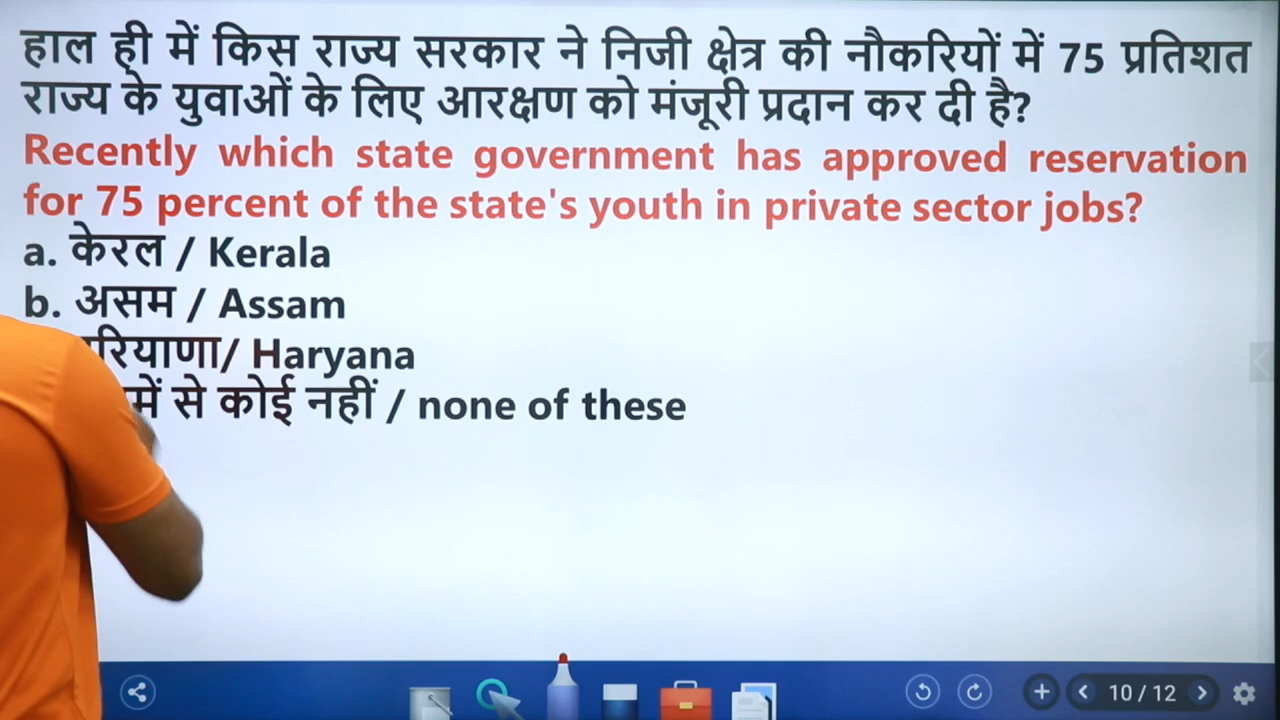 हाल ही में किस राज्य सरकार ने निजी क्षेत्र की नौकरियों में 75 प्रतिशत
राज्य के युवाओं के लिए आरक्षण को मंजूरी प्रदान कर दी है?
Recently which state government has approved reservation
for 75 percent of the state's youth in private sector jobs?
a. केरल / Kerala
b. असम / Assam
/ Haryana
में से कोई नहीं / none of these
10 / 12